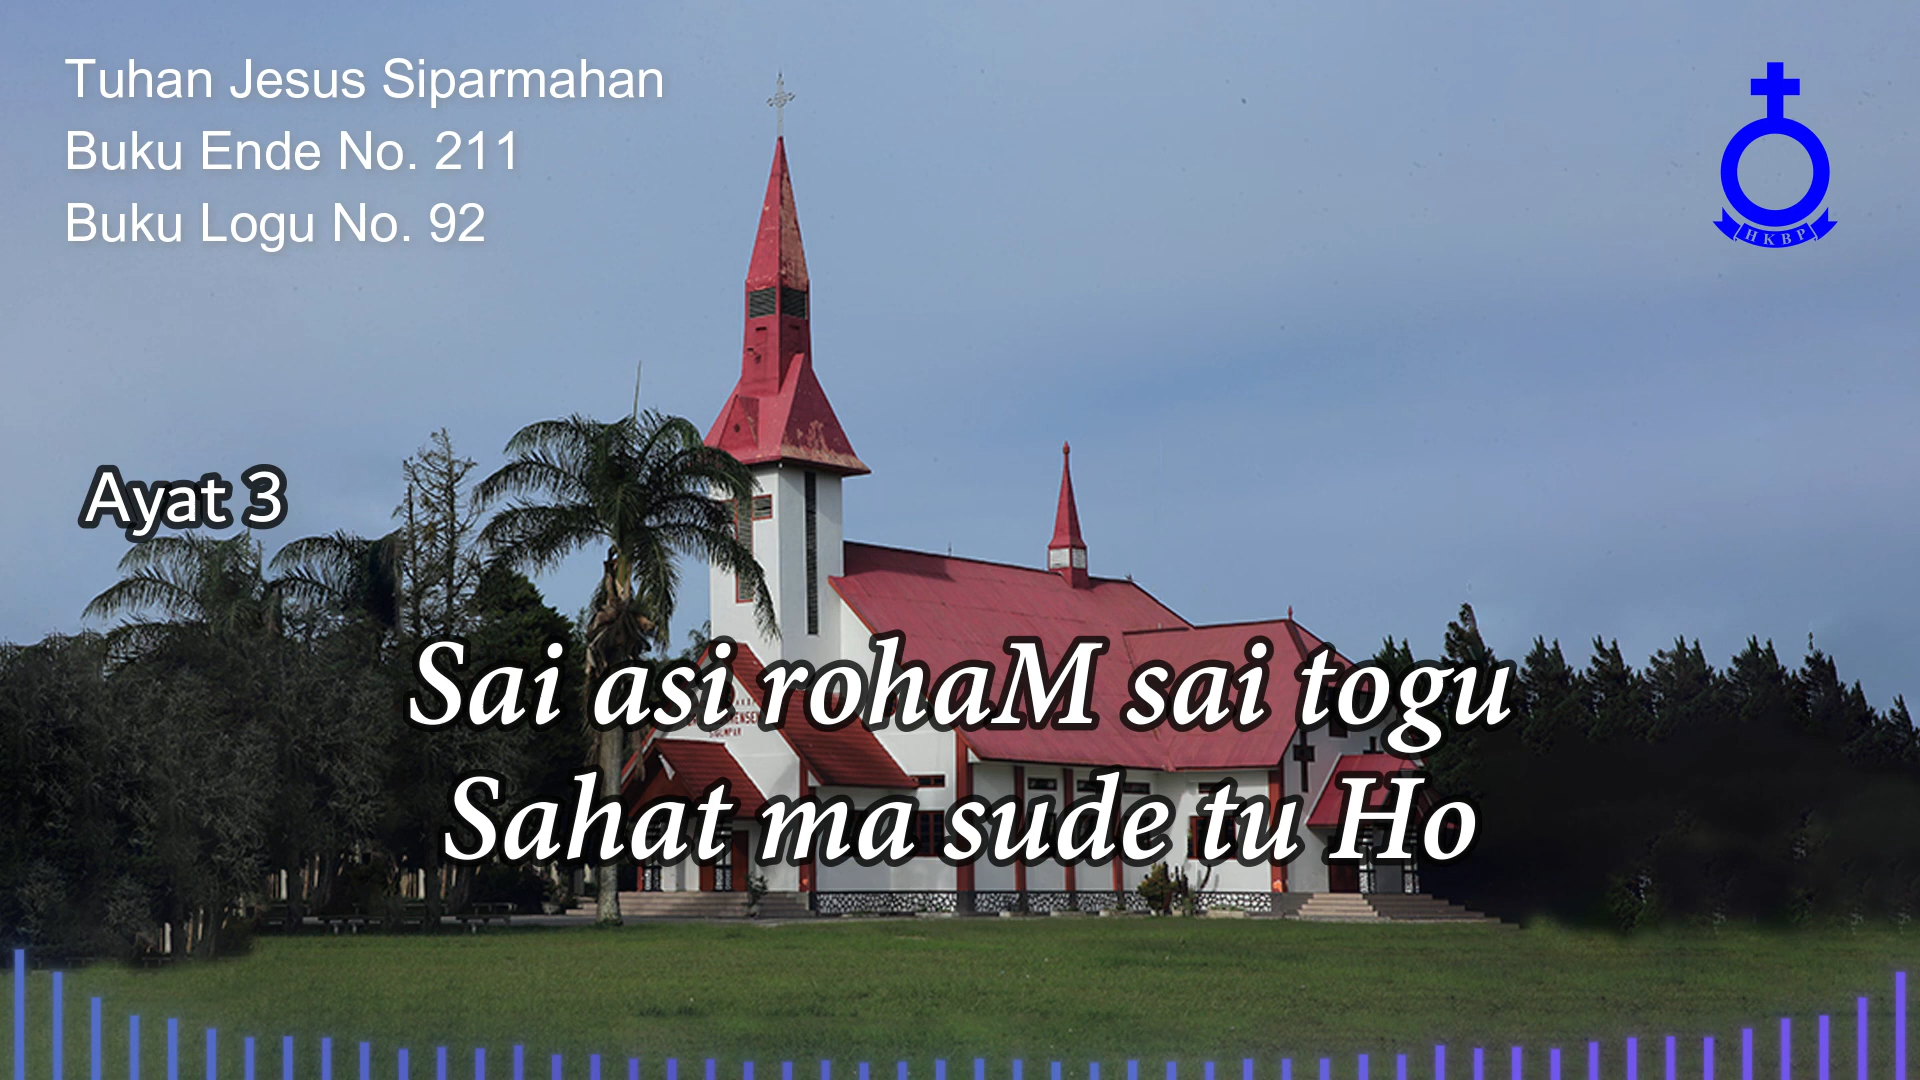 Tuhan Jesus Siparmahan
Buku Ende No. 211
Buku Logu No. 92
HKBP
Ayat 3
Sai asi rohaM sai togu
Sahat ma sude tu Ho